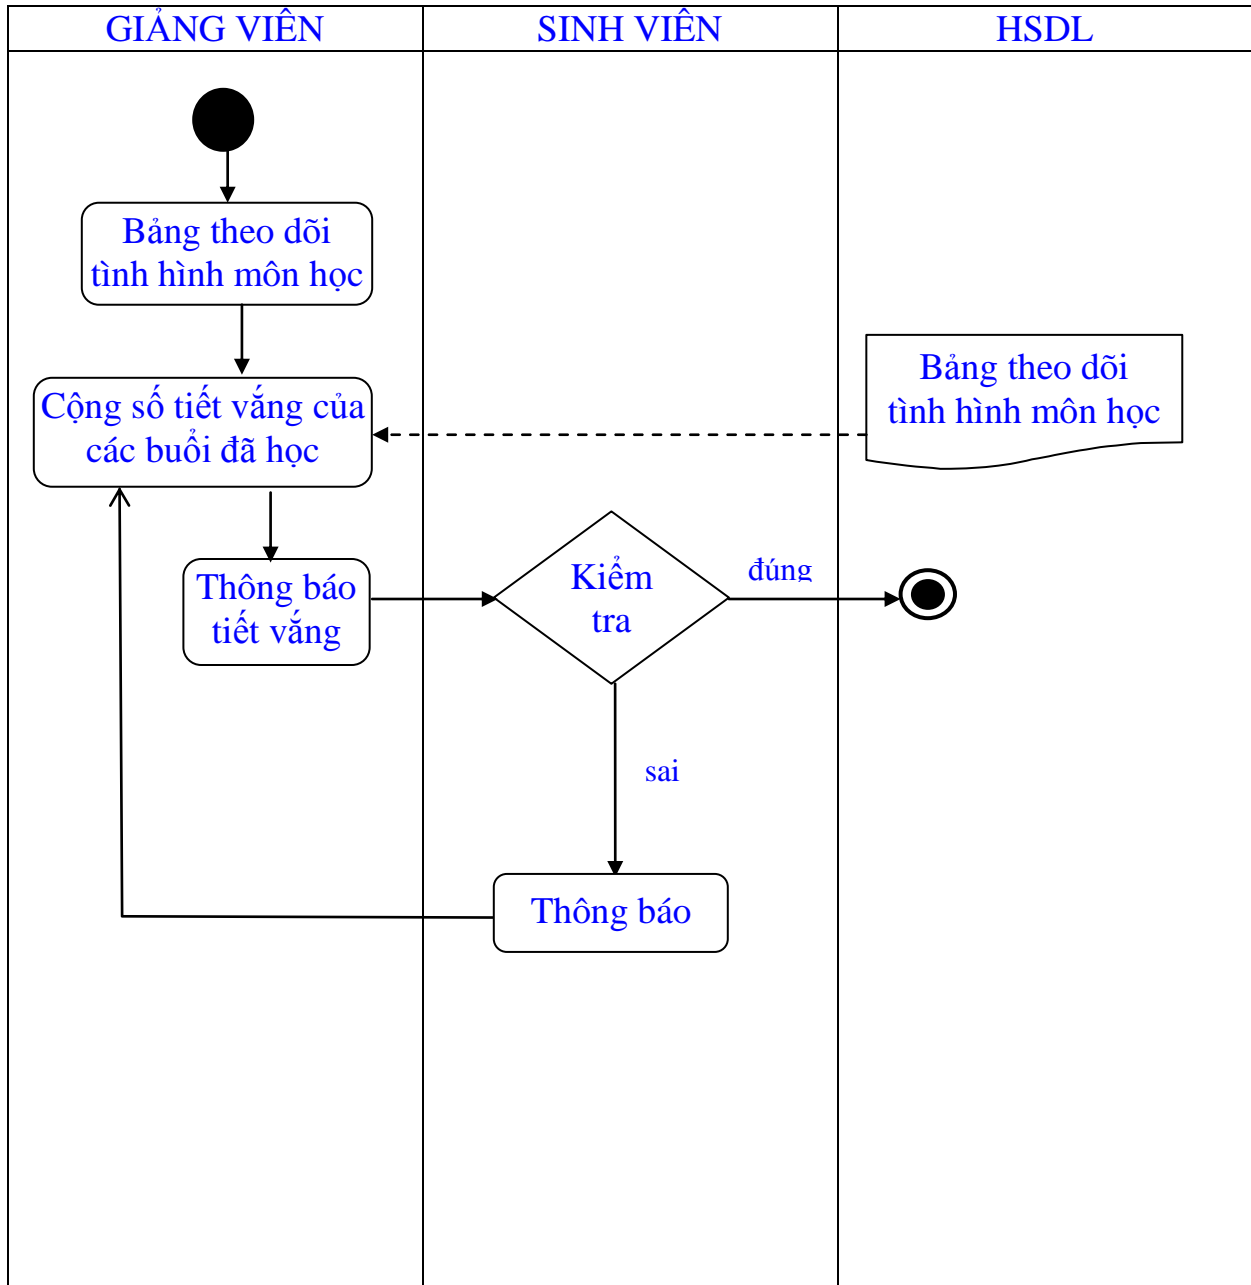 GIẢNG VIÊN
SINH VIÊN
HSDL
Bảng theo dõi
tình hình môn học
Cộng số tiết vắng của
các buổi đã học
Bảng theo dõi
tình hình môn học
Thông báo
tiết vắng
Kiểm
tra
đúng
sai
Thông báo